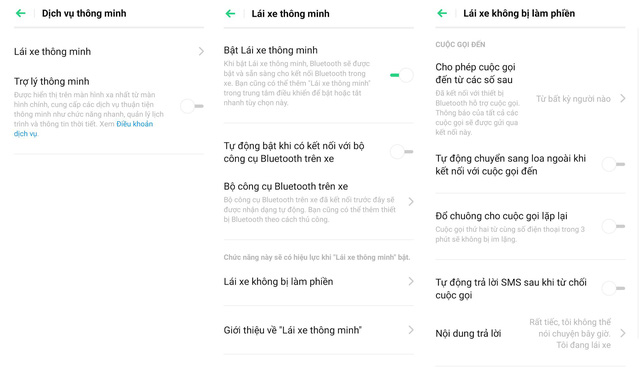 Dịch vụ thông minh
Lái xe thông minh
Trợ lý thông minh
Được hiển thị trên màn hình xa nhất từ màn
hình chính, cung cấp các dịch vụ thuận tiện
thông minh như chức năng nhanh, quản lý lịch
trình và thông tin thời tiết. Xem Điều khoản
dịch vụ
Lái xe thông minh
Bật Lái xe thông minh
Khi bật Lái xe thông minh, Bluetooth sẽ được
bật và sẵn sàng cho kết nối Bluetooth trong
xe. Bạn cũng có thể thêm "Lái xe thông minh"
trong trung tâm điều khiển để bật hoặc tắt
nhanh tùy chọn này.
Tự động bật khi có kết nối với bộ
công cụ Bluetooth trên xe
Bộ công cụ Bluetooth trên xe
Bộ công cụ Bluetooth trên xe đã kết nối trước đây sẽ
được nhận dạng tự động. Bạn cũng có thể thêm thiết
bị Bluetooth theo cách thủ công.
Chức năng này sẽ có hiệu lực khi "Lái xe thông minh" bật.
Lái xe không bị làm phiền
Giới thiệu về "Lái xe thông minh"
Lái xe không bị làm phiền
CUỘC GỌI ĐẾN
Cho phép cuộc gọi
đến từ các số sau
Đã kết nối với thiết bị
Bluetooth hỗ trợ cuộc gọi.
Thông báo của tất cả các
cuộc gọi sẽ được gửi qua
kết nối này.
Từ bất kỳ người nào
Tự động chuyển sang loa ngoài khi
kết nối với cuộc gọi đến
Đổ chuông cho cuộc gọi lặp lại
Cuộc gọi thứ hai từ cùng số điện thoại trong 3
phút sẽ không bị im lặng.
Tự động trả lời SMS sau khi từ chối
cuộc gọi
Nội dung trả lời
Rất tiếc, tôi không thể
nói chuyện bây giờ.
Tôi đang lái xe